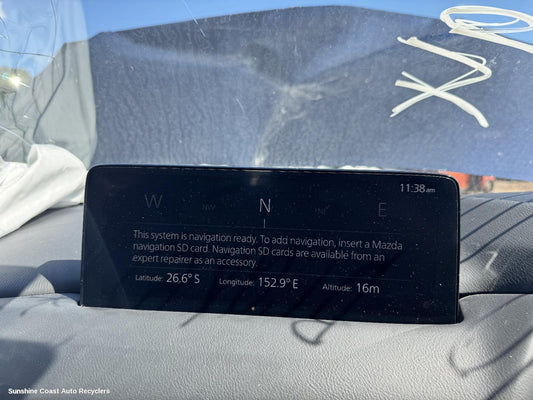 11:38am
W NW N NE E
This system is navigation ready. To add navigation, insert a Mazda
navigation SD card. Navigation SD cards are available from an
expert repairer as an accessory.
Latitude: 26.6° S Longitude: 152.9° E Altitude: 16m
Sunshine Coast Auto Recyclers